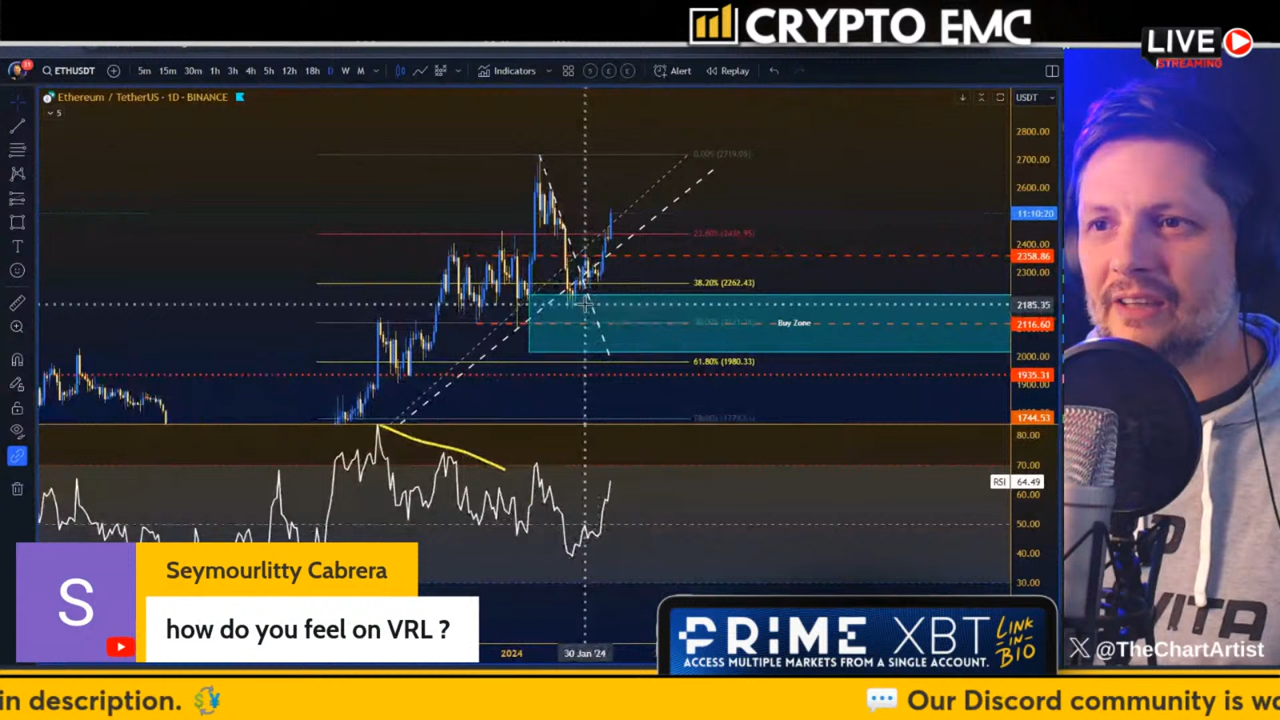 CRYPTO EMC
LIVE
STREAMING
ETHUSDT
5m 15m 30m 1h 3h 4h 5h 12h 18h D W M
Indicators
Alert
Replay
Ethereum / TetherUS · 1D · BINANCE
5
USDT
2800.00
0.00% (2719.05)
2700.00
2600.00
11:10:20
2400.00
2358.86
2300.00
38.20% (2262.43)
2185.35
Buy Zone
2116.60
2000.00
61.80% (1980.33)
1935.31
1900.00
1744.53
80.00
70.00
RSI 64.49
60.00
50.00
40.00
30.00
2024
30 Jan '24
S
Seymourlitty Cabrera
how do you feel on VRL ?
PRIME XBT
LINK
IN
BIO
ACCESS MULTIPLE MARKETS FROM A SINGLE ACCOUNT.
@TheChartArtist
in description.
Our Discord community is wo